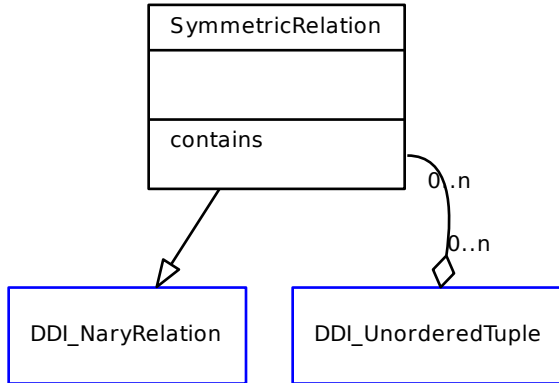 SymmetricRelation
contains
0..n
0..n
DDI_NaryRelation
DDI_UnorderedTuple